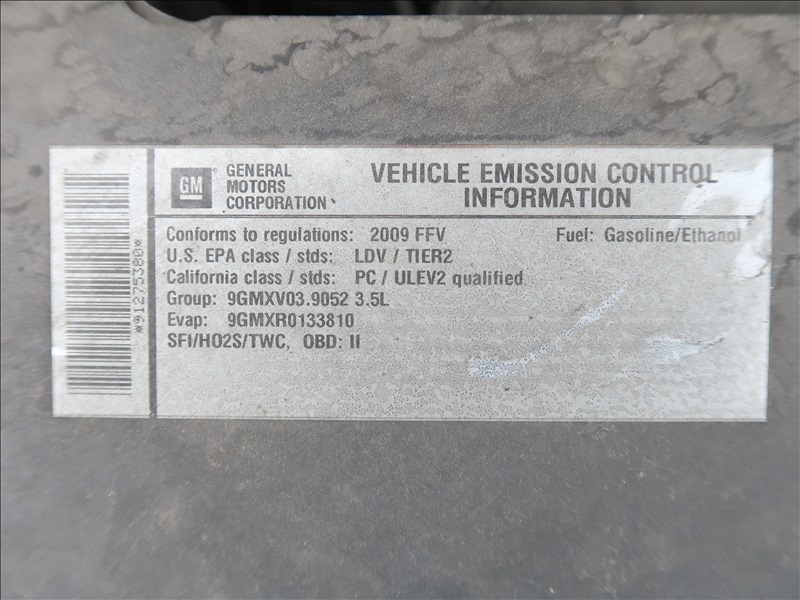 *91275380*
GM
GENERAL
MOTORS
CORPORATION
VEHICLE EMISSION CONTROL
INFORMATION
Conforms to regulations: 2009 FFV Fuel: Gasoline/Ethanol
U.S. EPA class / stds: LDV / TIER2
California class / stds: PC / ULEV2 qualified
Group: 9GMXV03.9052 3.5L
Evap: 9GMXR0133810
SFI/HO2S/TWC, OBD: II